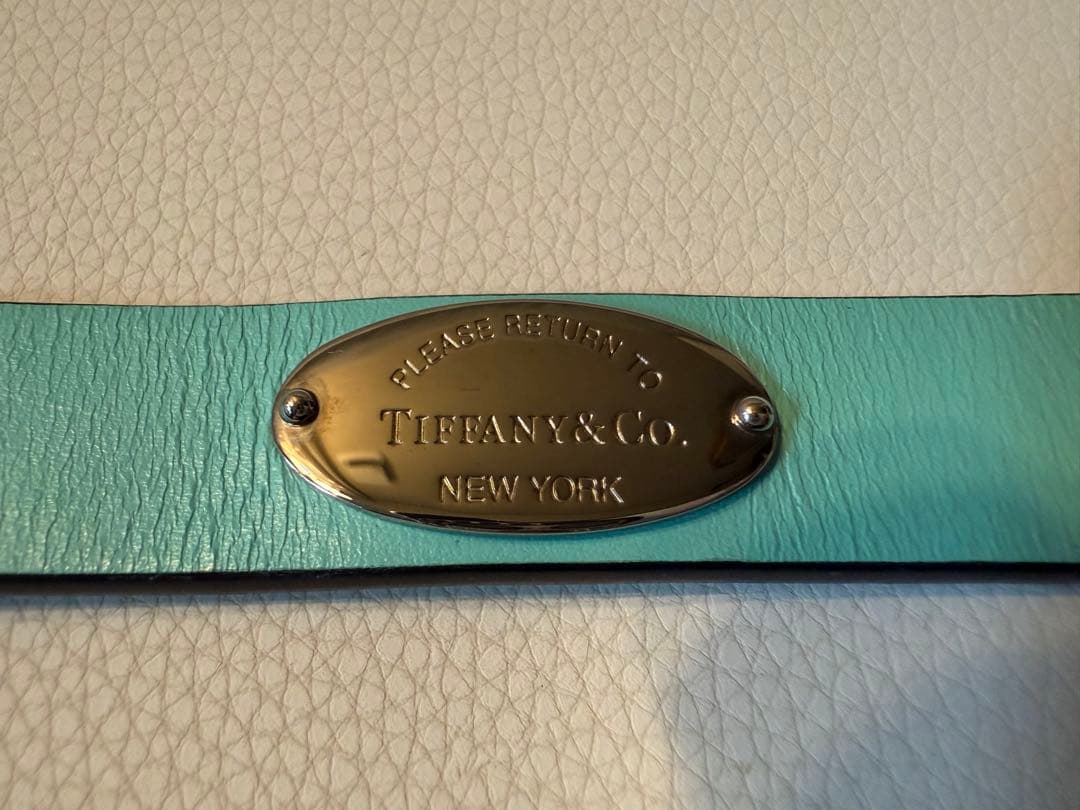 PLEASE RETURN TO
TIFFANY & CO.
NEW YORK